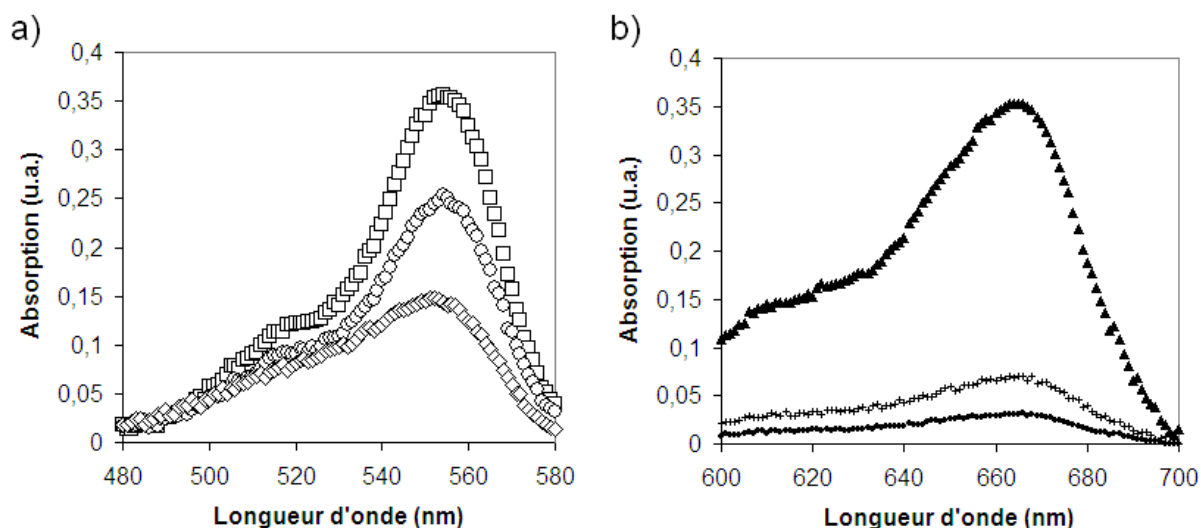 a)
0,4
0,35
0,3
0,25
0,2
0,15
0,1
0,05
0
Absorption (u.a.)
480 500 520 540 560 580
Longueur d'onde (nm)
b)
0,4
0,35
0,3
0,25
0,2
0,15
0,1
0,05
0
Absorption (u.a.)
600 620 640 660 680 700
Longueur d'onde (nm)